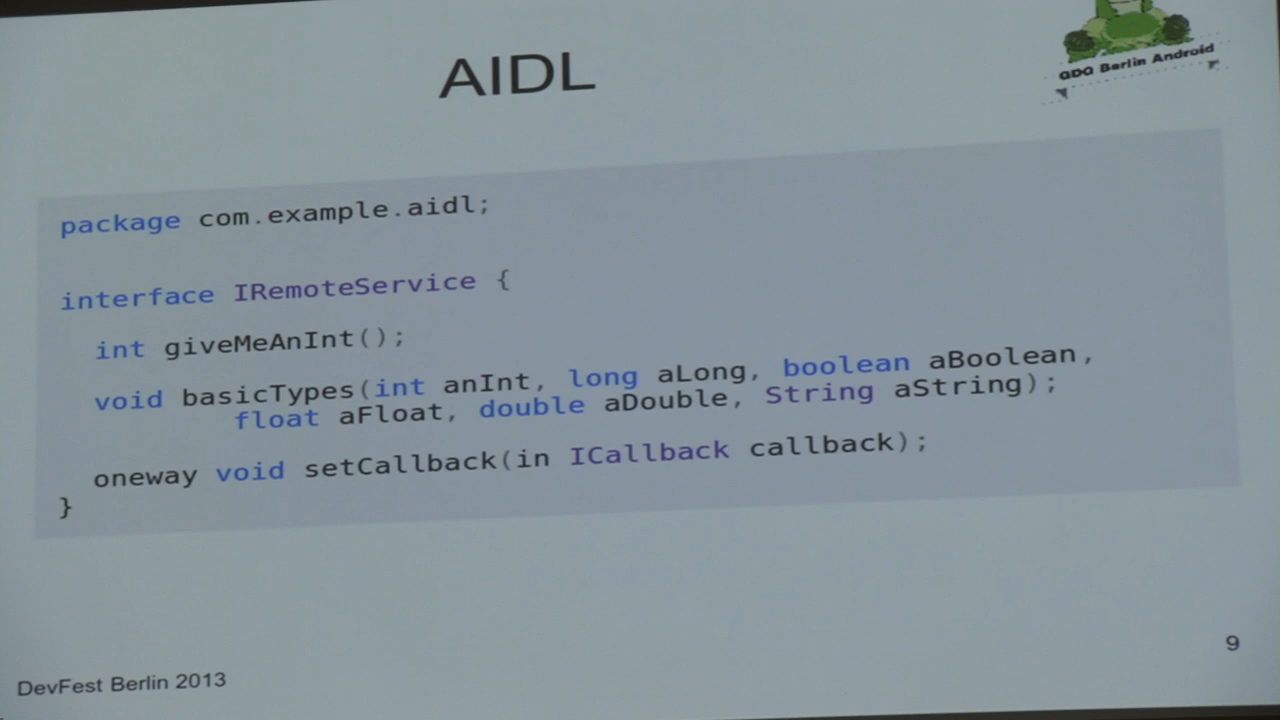 AIDL
GDG Berlin Android
package com.example.aidl;
interface IRemoteService {
int giveMeAnInt();
void basicTypes(int anInt, long aLong, boolean aBoolean,
float aFloat, double aDouble, String aString);
oneway void setCallback(in ICallback callback);
}
DevFest Berlin 2013
9